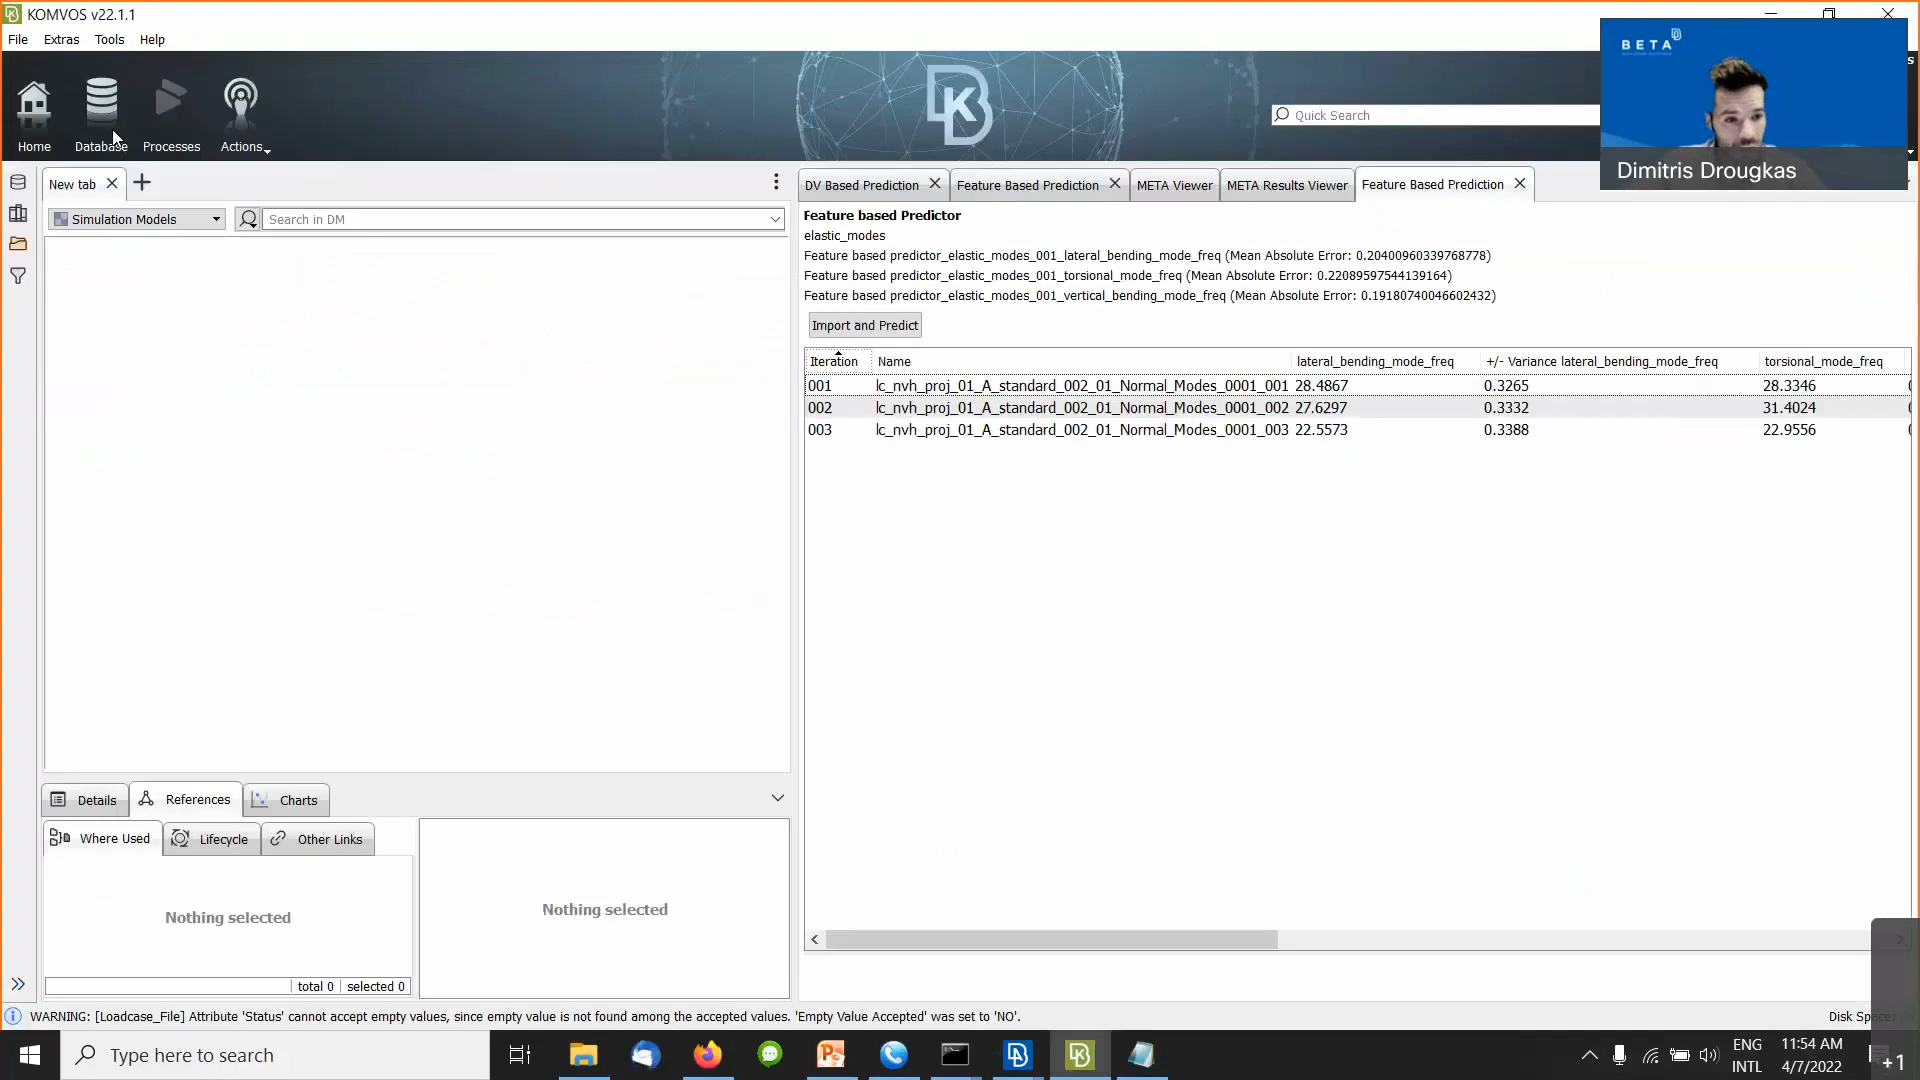 KOMVOS v22.1.1
File Extras Tools Help
BETA
Home Database Processes Actions
Quick Search
Dimitris Drougkas
New tab
DV Based Prediction Feature Based Prediction META Viewer META Results Viewer Feature Based Prediction
Simulation Models Search in DM
Feature based Predictor
elastic_modes
Feature based predictor_elastic_modes_001_lateral_bending_mode_freq (Mean Absolute Error: 0.20400960339768778)
Feature based predictor_elastic_modes_001_torsional_mode_freq (Mean Absolute Error: 0.22089597544139164)
Feature based predictor_elastic_modes_001_vertical_bending_mode_freq (Mean Absolute Error: 0.19180740046602432)
Import and Predict
Iteration Name lateral_bending_mode_freq +/- Variance lateral_bending_mode_freq torsional_mode_freq
001 lc_nvh_proj_01_A_standard_002_01_Normal_Modes_0001_001 28.4867 0.3265 28.3346
002 lc_nvh_proj_01_A_standard_002_01_Normal_Modes_0001_002 27.6297 0.3332 31.4024
003 lc_nvh_proj_01_A_standard_002_01_Normal_Modes_0001_003 22.5573 0.3388 22.9556
Details References Charts
Where Used Lifecycle Other Links
Nothing selected
Nothing selected
total 0 selected 0
WARNING: [Loadcase_File] Attribute 'Status' cannot accept empty values, since empty value is not found among the accepted values. 'Empty Value Accepted' was set to 'NO'.
Disk Space:
Type here to search
ENG
INTL
11:54 AM
4/7/2022
+1